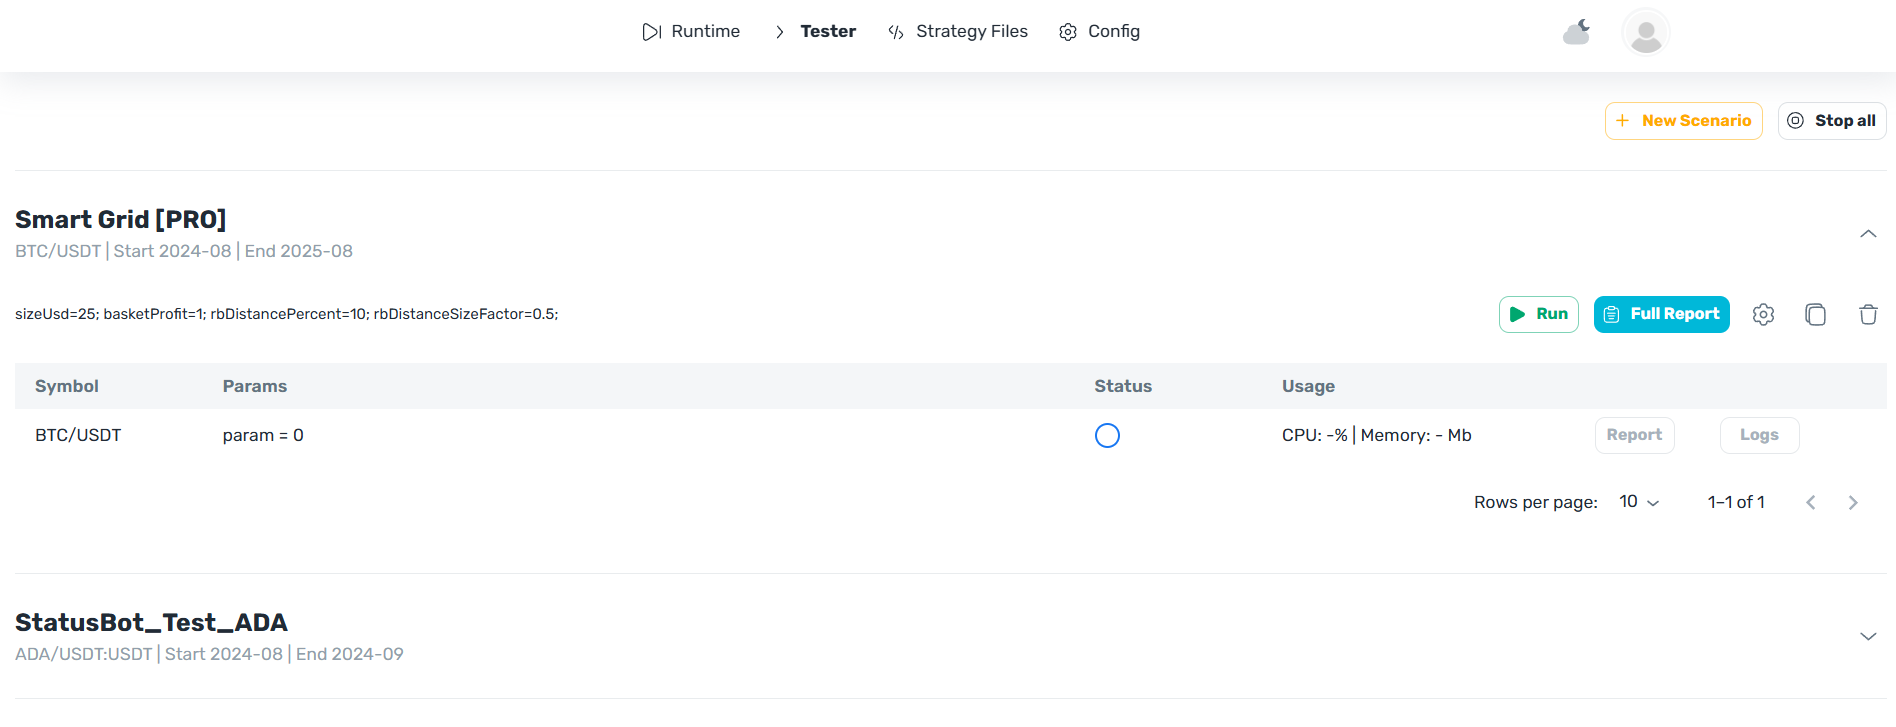 Runtime
Tester
Strategy Files
Config
New Scenario
Stop all
Smart Grid [PRO]
BTC/USDT | Start 2024-08 | End 2025-08
sizeUsd=25; basketProfit=1; rbDistancePercent=10; rbDistanceSizeFactor=0.5;
Run
Full Report
Symbol Params Status Usage
BTC/USDT param = 0 CPU: -% | Memory: - Mb Report Logs
Rows per page: 10 1–1 of 1
StatusBot_Test_ADA
ADA/USDT:USDT | Start 2024-08 | End 2024-09